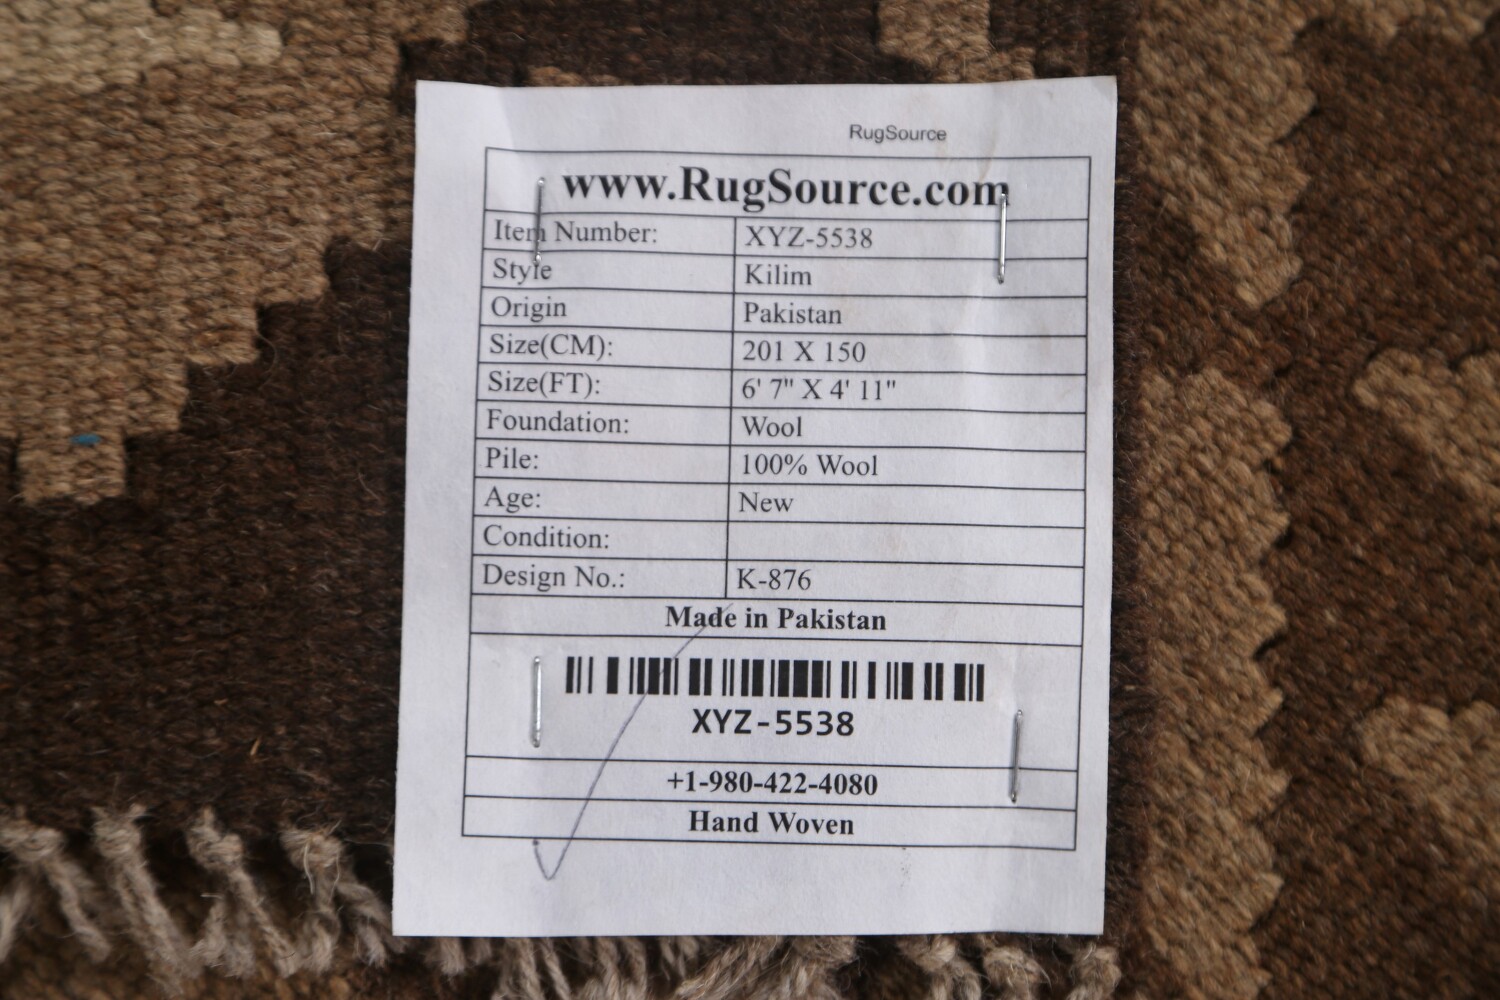 RugSource
www.RugSource.com
Item Number: XYZ-5538
Style Kilim
Origin Pakistan
Size(CM): 201 X 150
Size(FT): 6' 7" X 4' 11"
Foundation: Wool
Pile: 100% Wool
Age: New
Condition:
Design No.: K-876
Made in Pakistan
XYZ-5538
+1-980-422-4080
Hand Woven